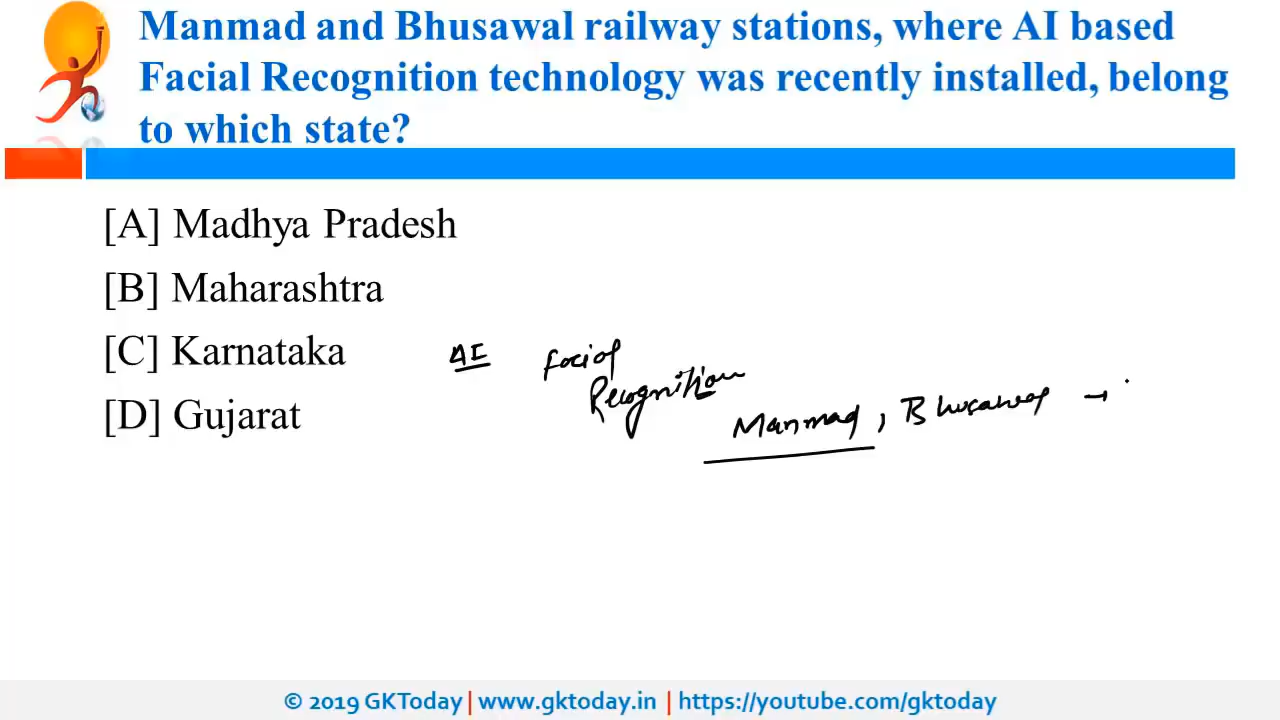 Manmad and Bhusawal railway stations, where AI based
Facial Recognition technology was recently installed, belong
to which state?
[A] Madhya Pradesh
[B] Maharashtra
[C] Karnataka
[D] Gujarat
AI Facial
Recognition
Manmad, Bhusawal →
© 2019 GKToday | www.gktoday.in | https://youtube.com/gktoday